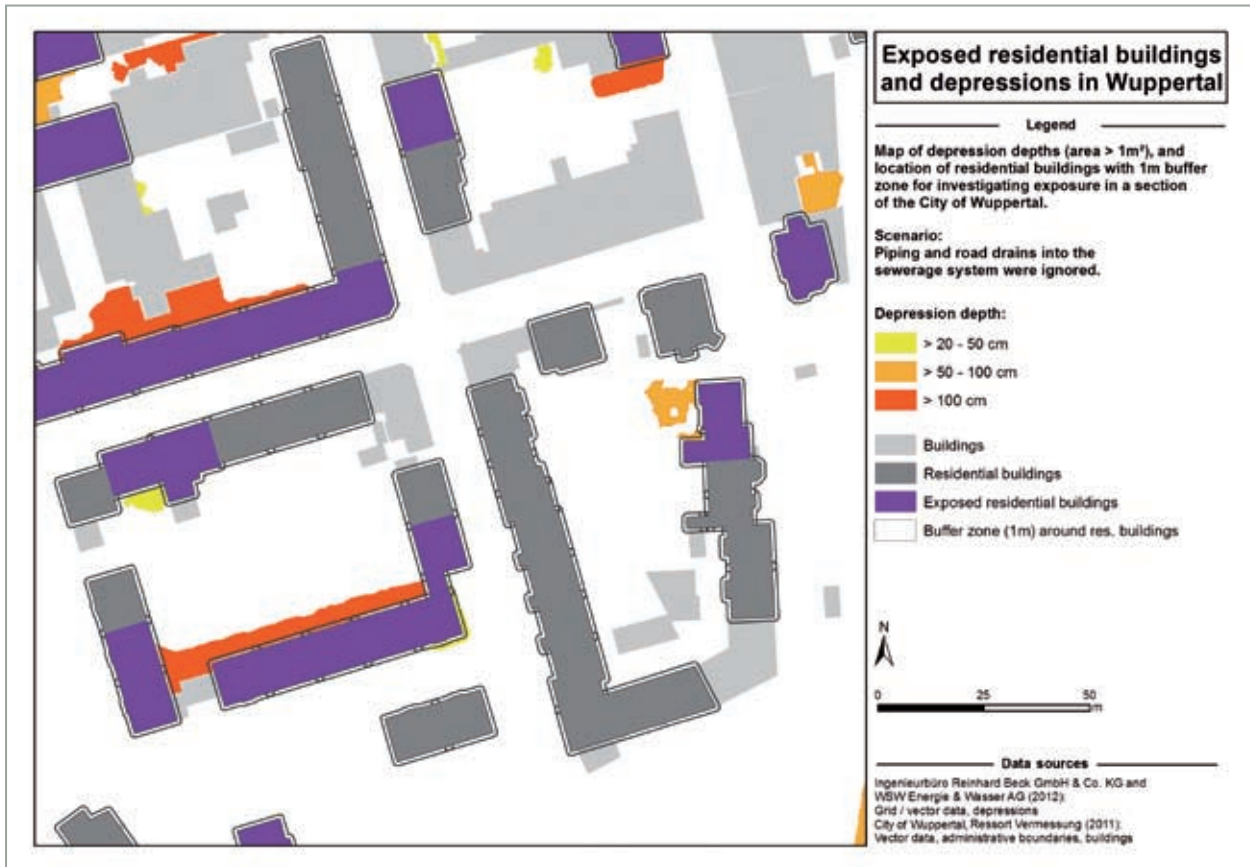 Exposed residential buildings
and depressions in Wuppertal
Legend
Map of depression depths (area > 1m²), and
location of residential buildings with 1m buffer
zone for investigating exposure in a section
of the City of Wuppertal.
Scenario:
Piping and road drains into the
sewerage system were ignored.
Depression depth:
> 20 - 50 cm
> 50 - 100 cm
> 100 cm
Buildings
Residential buildings
Exposed residential buildings
Buffer zone (1m) around res. buildings
N
0 25 50
m
Data sources
Ingenieurbüro Reinhard Beck GmbH & Co. KG and
WSW Energie & Wasser AG (2012):
Grid / vector data, depressions
City of Wuppertal, Ressort Vermessung (2011):
Vector data, administrative boundaries, buildings